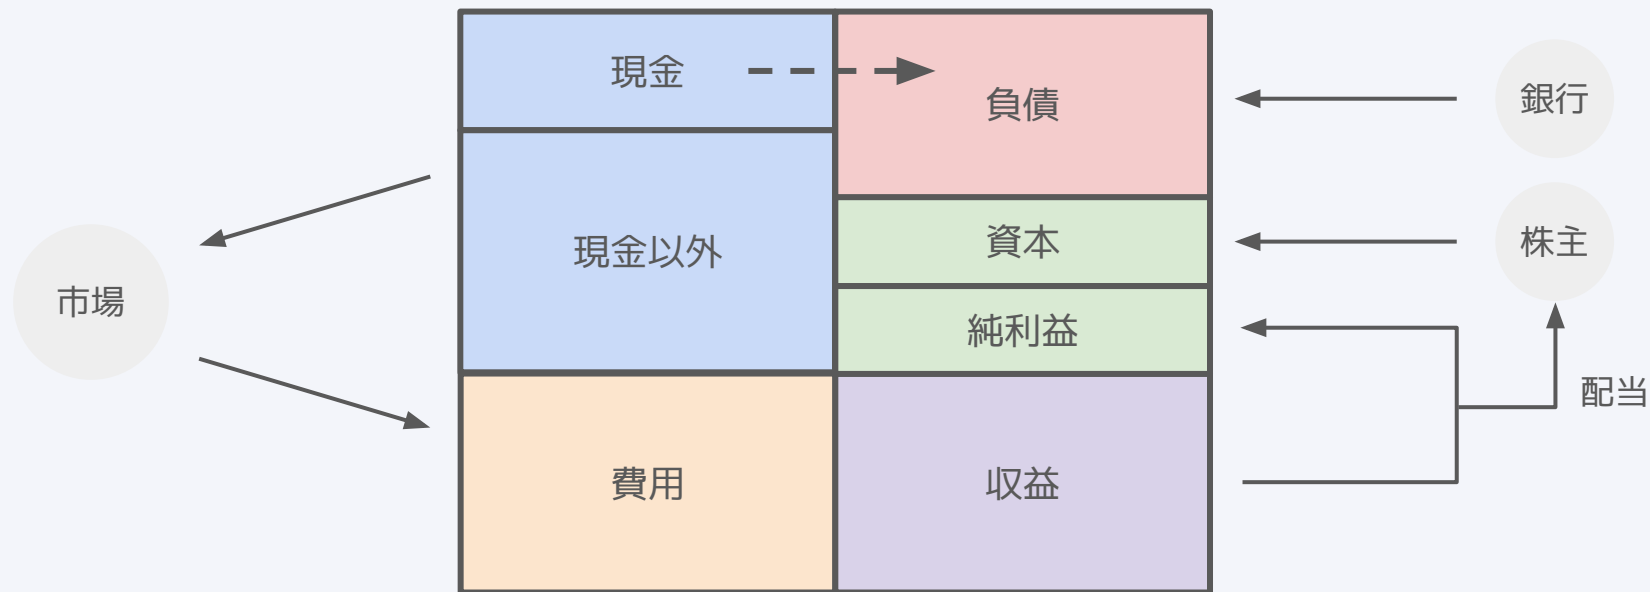 現金
負債
銀行
現金以外
資本
株主
市場
純利益
配当
費用
収益